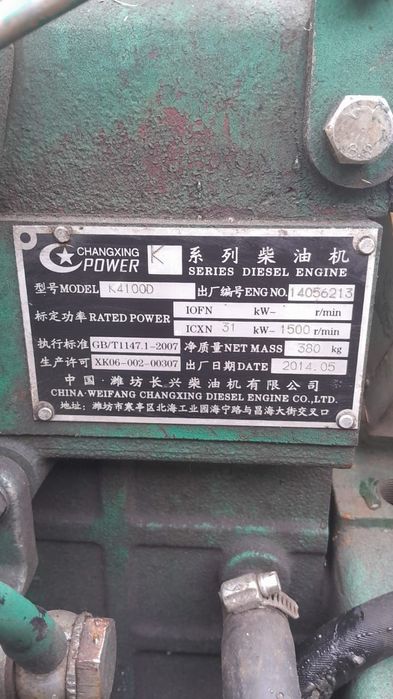 CHANGXING POWER K 系列柴油机
SERIES DIESEL ENGINE
型号MODEL K4100D 出厂编号ENG NO. 14056213
标定功率RATED POWER IOFN kW- r/min
ICXN 31 kW- 1500 r/min
执行标准 GB/T1147.1-2007 净质量NET MASS 380 kg
生产许可 XK06-002-00307 出厂日期DATE 2014.05
中国·潍坊长兴柴油机有限公司
CHINA·WEIFANG CHANGXING DIESEL ENGINE CO.,LTD.
地址：潍坊市寒亭区北海工业园海宁路与昌海大街交叉口
8.8